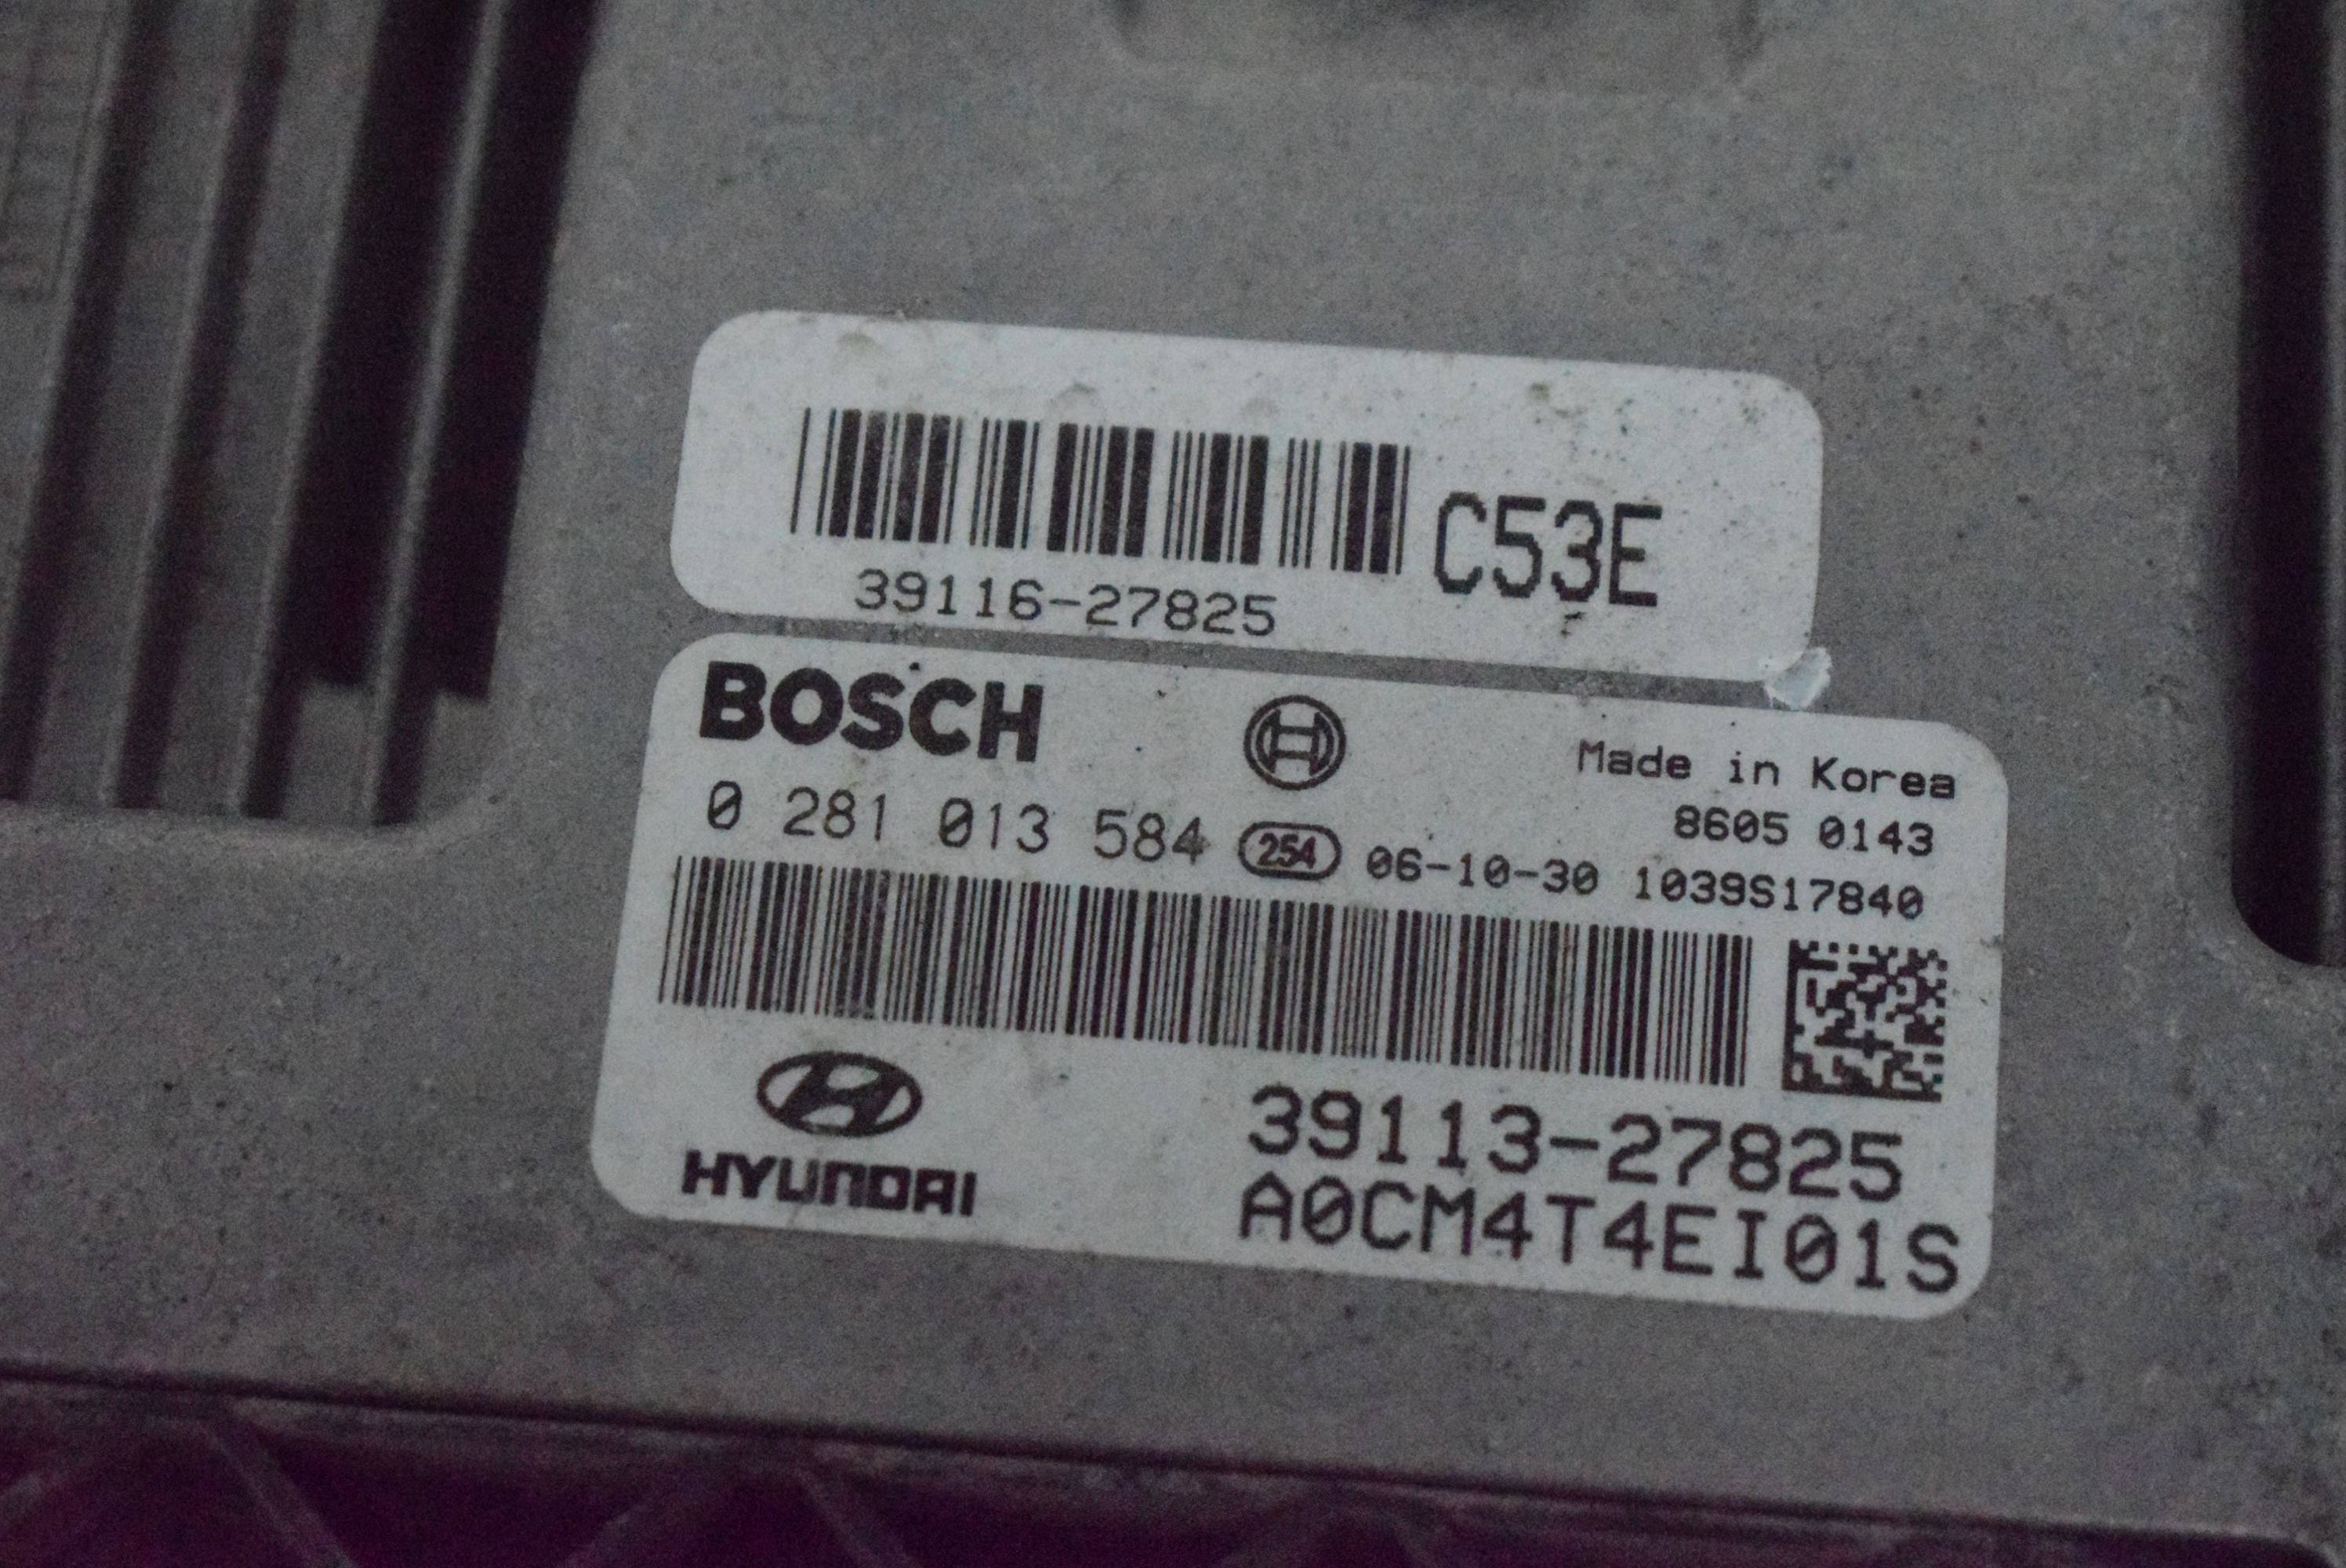 C53E
39116-27825
BOSCH
Made in Korea
8605 0143
0 281 013 584 254 06-10-30 1039S17840
HYUNDAI
39113-27825
A0CM4T4EI01S